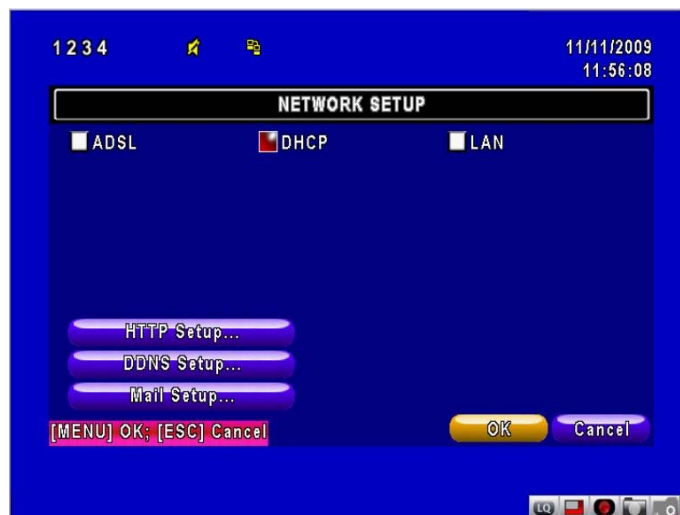 1234 11/11/2009
11:56:08
NETWORK SETUP
ADSL DHCP LAN
HTTP Setup...
DDNS Setup...
Mail Setup...
[MENU] OK; [ESC] Cancel OK Cancel
LQ